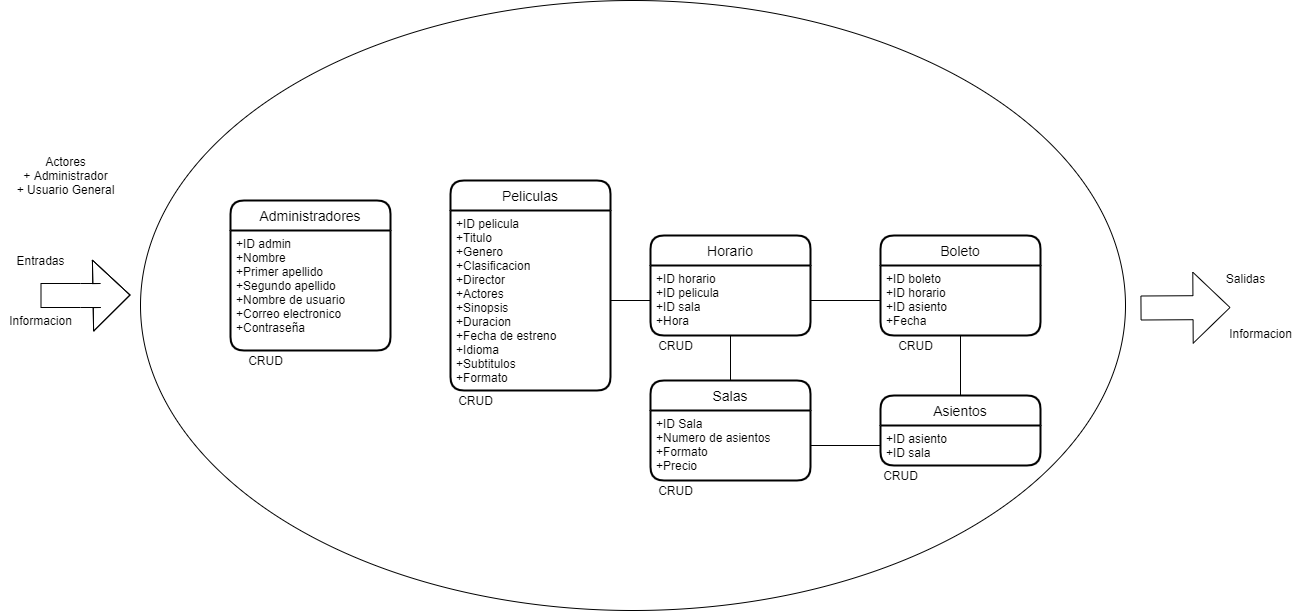 Actores
+ Administrador
+ Usuario General
Entradas
Informacion
Administradores
+ID admin
+Nombre
+Primer apellido
+Segundo apellido
+Nombre de usuario
+Correo electronico
+Contraseña
CRUD
Peliculas
+ID pelicula
+Titulo
+Genero
+Clasificacion
+Director
+Actores
+Sinopsis
+Duracion
+Fecha de estreno
+Idioma
+Subtitulos
+Formato
CRUD
Horario
+ID horario
+ID pelicula
+ID sala
+Hora
CRUD
Boleto
+ID boleto
+ID horario
+ID asiento
+Fecha
CRUD
Salas
+ID Sala
+Numero de asientos
+Formato
+Precio
CRUD
Asientos
+ID asiento
+ID sala
CRUD
Salidas
Informacion